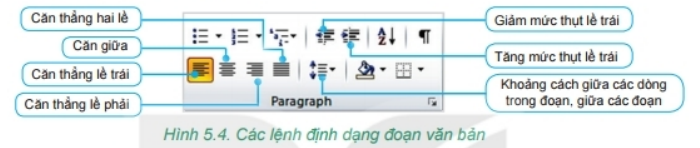 Căn thẳng hai lề
Căn giữa
Căn thẳng lề trái
Căn thẳng lề phải
Giảm mức thụt lề trái
Tăng mức thụt lề trái
Khoảng cách giữa các dòng
trong đoạn, giữa các đoạn
Paragraph
Hình 5.4. Các lệnh định dạng đoạn văn bản